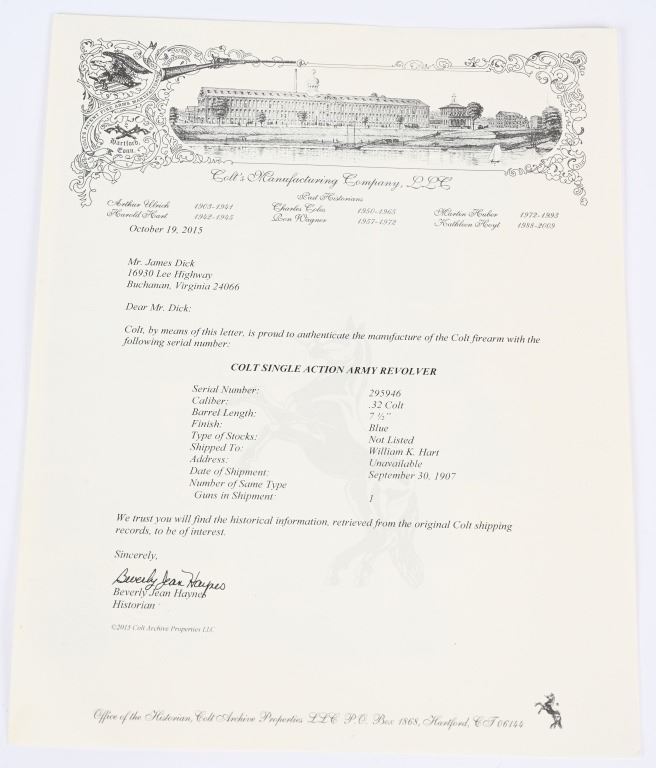 Hartford,
Conn.
Colt's Manufacturing Company, LLC
Past Historians
Arthur Ulrich 1903-1941 Charles Coles 1950-1965 Martin Huber 1972-1993
Harold Hart 1942-1945 Ron Wagner 1957-1972 Kathleen Hoyt 1988-2009
October 19, 2015
Mr. James Dick
16930 Lee Highway
Buchanan, Virginia 24066
Dear Mr. Dick:
Colt, by means of this letter, is proud to authenticate the manufacture of the Colt firearm with the
following serial number:
COLT SINGLE ACTION ARMY REVOLVER
Serial Number: 295946
Caliber: .32 Colt
Barrel Length: 7 ½"
Finish: Blue
Type of Stocks: Not Listed
Shipped To: William K. Hart
Address: Unavailable
Date of Shipment: September 30, 1907
Number of Same Type
Guns in Shipment: 1
We trust you will find the historical information, retrieved from the original Colt shipping
records, to be of interest.
Sincerely,
Beverly Jean Haynes
Beverly Jean Haynes
Historian
©2015 Colt Archive Properties LLC
Office of the Historian, Colt Archive Properties LLC P.O. Box 1868, Hartford, CT 06144